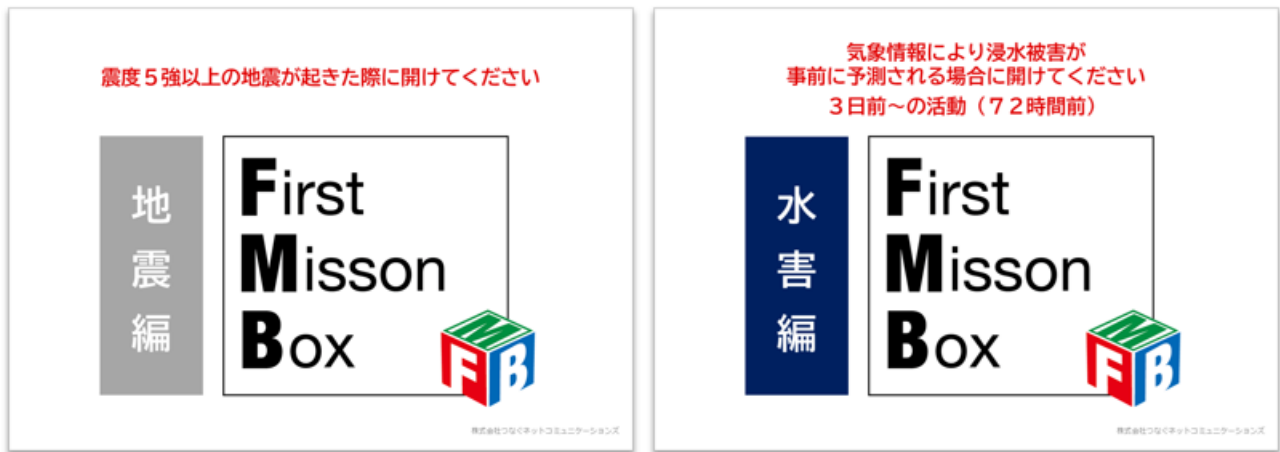 震度５強以上の地震が起きた際に開けてください
地震編
First
Misson
Box
M
F B
株式会社つなぐネットコミュニケーションズ
気象情報により浸水被害が
事前に予測される場合に開けてください
３日前～の活動（７２時間前）
水害編
First
Misson
Box
M
F B
株式会社つなぐネットコミュニケーションズ